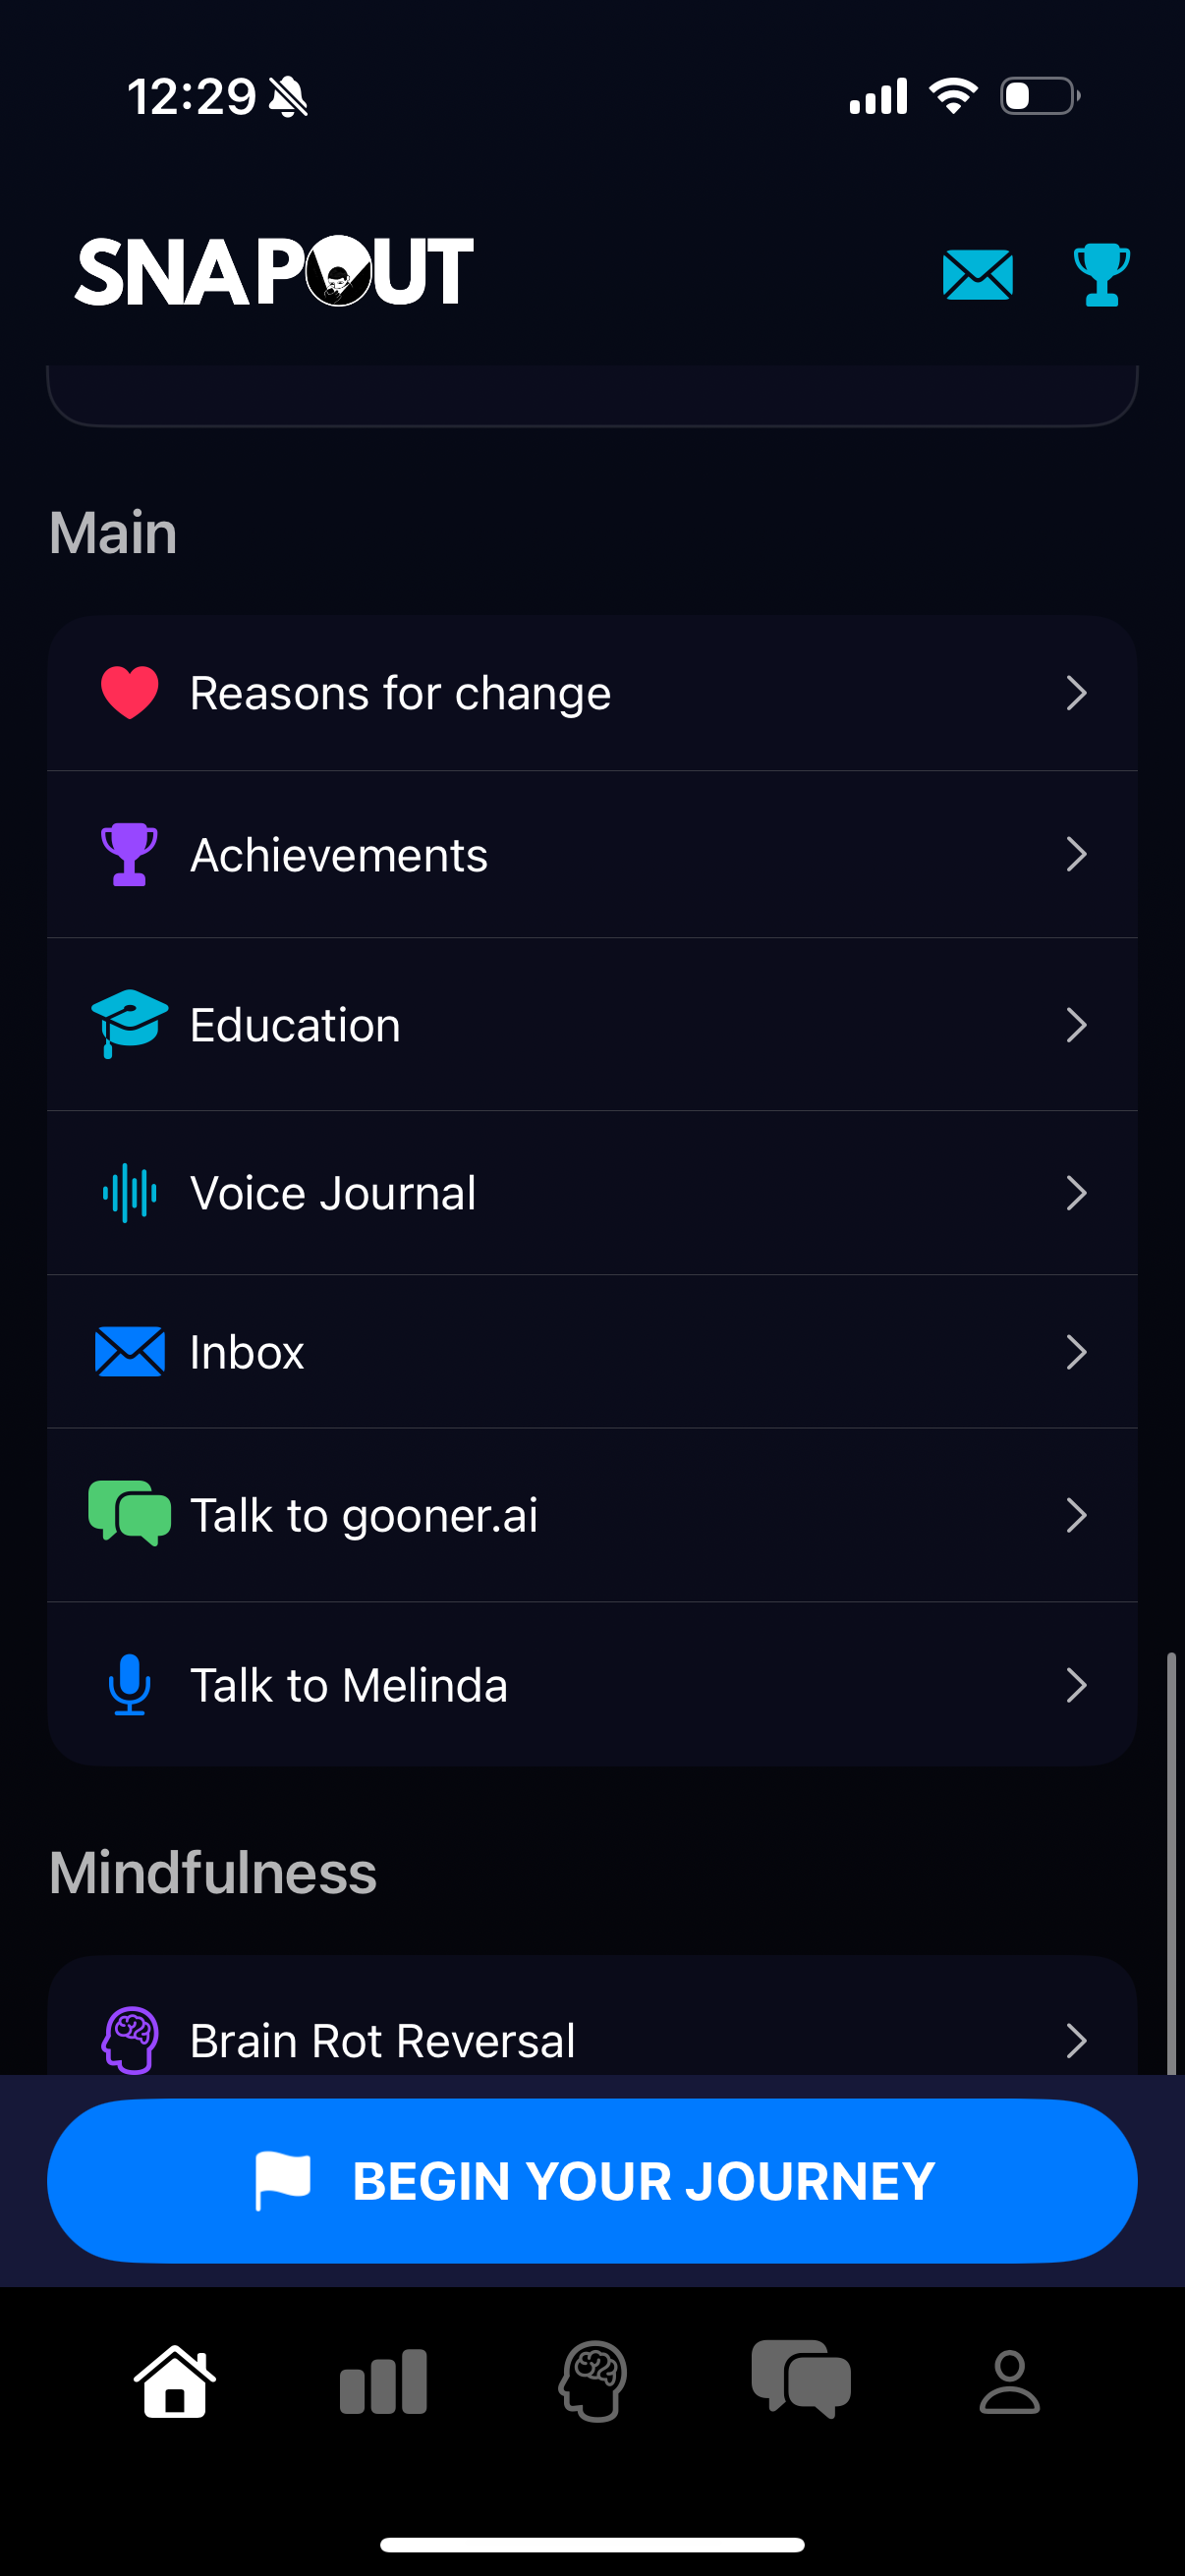 12:29
SNAPOUT
Main
Reasons for change
Achievements
Education
Voice Journal
Inbox
Talk to gooner.ai
Talk to Melinda
Mindfulness
Brain Rot Reversal
BEGIN YOUR JOURNEY